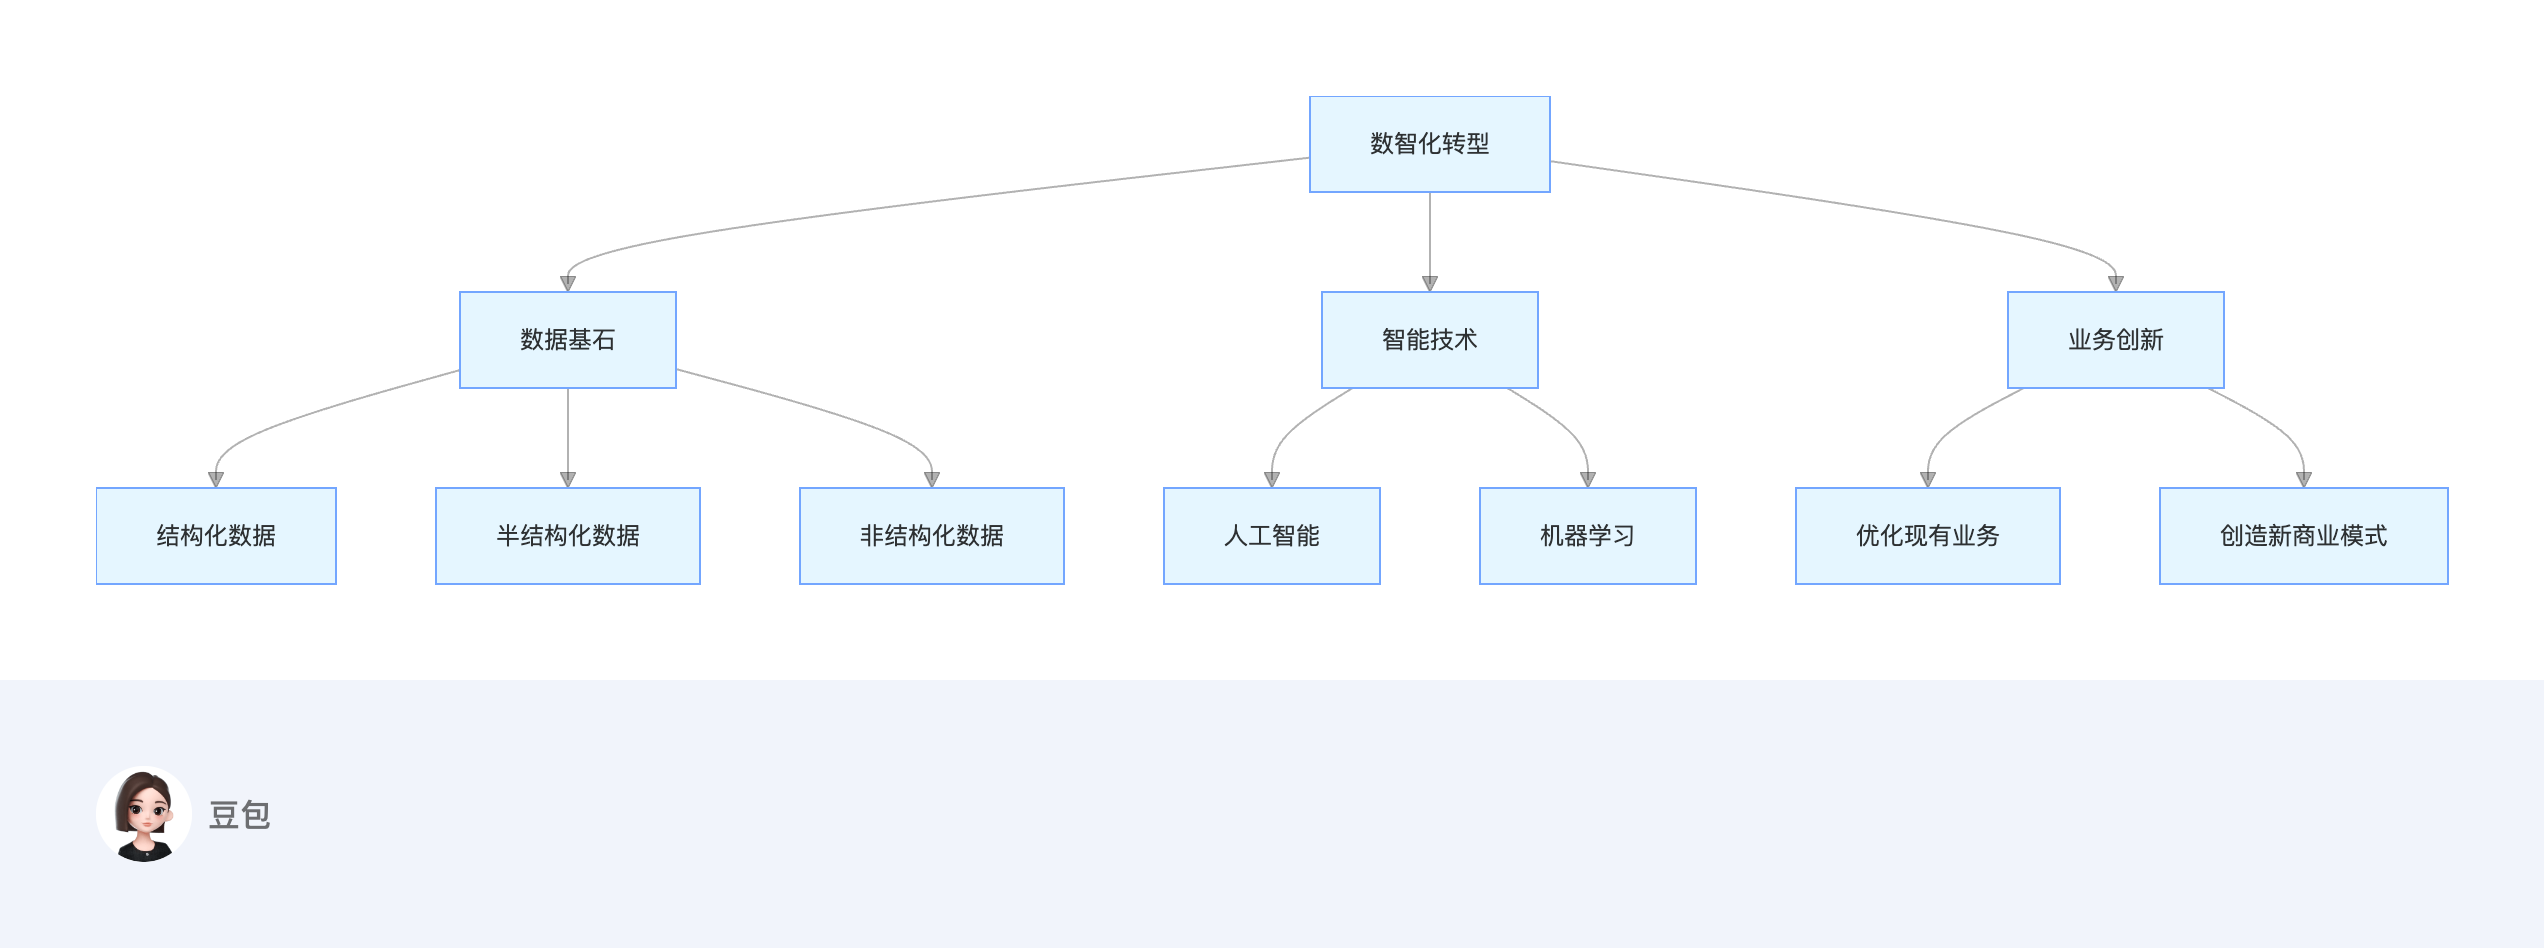 数智化转型
数据基石
智能技术
业务创新
结构化数据
半结构化数据
非结构化数据
人工智能
机器学习
优化现有业务
创造新商业模式
豆包